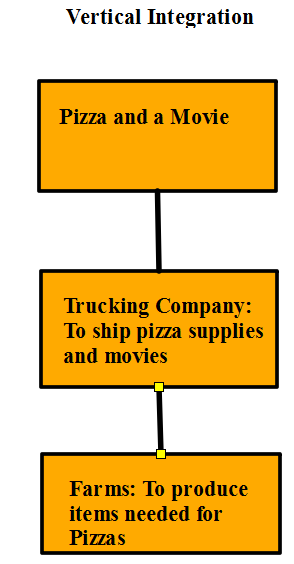 Vertical Integration
Pizza and a Movie
Trucking Company:
To ship pizza supplies
and movies
Farms: To produce
items needed for
Pizzas